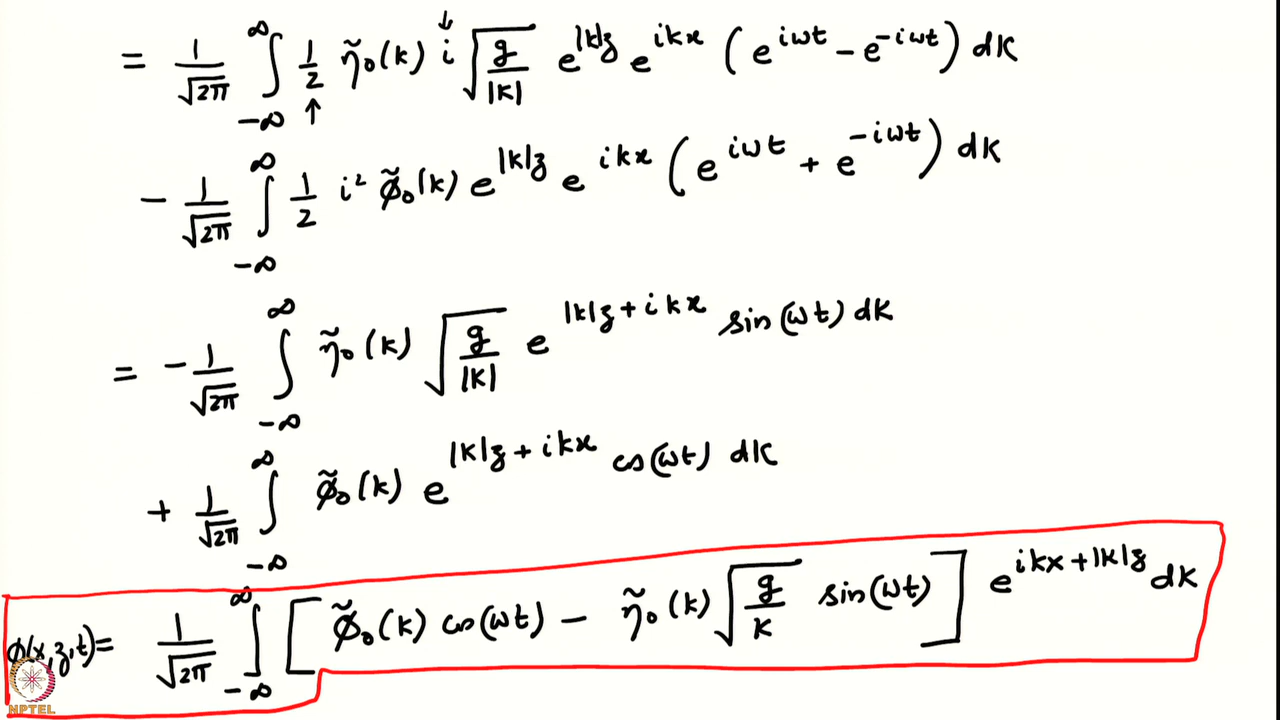 = 1/√2π ∫_{-∞}^{∞} 1/2 η̃₀(k) i √(g/|k|) e^{|k|z} e^{ikx} (e^{iωt} − e^{−iωt}) dk
− 1/√2π ∫_{-∞}^{∞} 1/2 i² φ̃₀(k) e^{|k|z} e^{ikx} (e^{iωt} + e^{−iωt}) dk
= − 1/√2π ∫_{-∞}^{∞} η̃₀(k) √(g/|k|) e^{|k|z + ikx} sin(ωt) dk
+ 1/√2π ∫_{-∞}^{∞} φ̃₀(k) e^{|k|z + ikx} cos(ωt) dk
φ(x,z,t) = 1/√2π ∫_{-∞}^{∞} [φ̃₀(k) cos(ωt) − η̃₀(k) √(g/k) sin(ωt)] e^{ikx + |k|z} dk
NPTEL